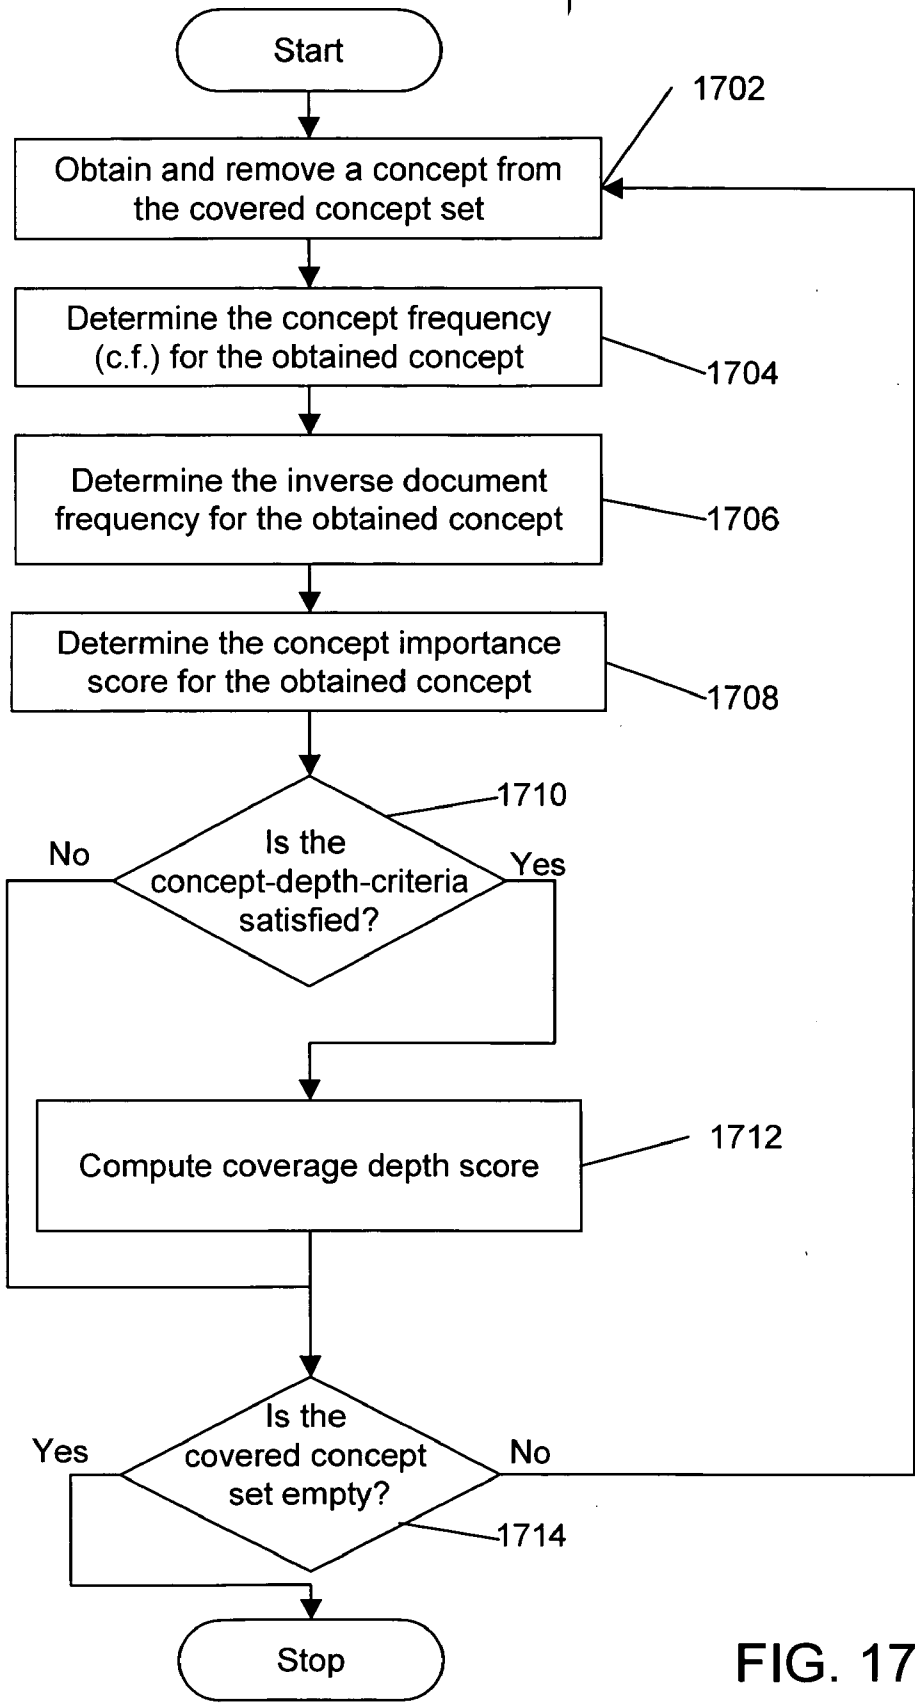 Start
1702
Obtain and remove a concept from
the covered concept set
Determine the concept frequency
(c.f.) for the obtained concept
1704
Determine the inverse document
frequency for the obtained concept
1706
Determine the concept importance
score for the obtained concept
1708
1710
No
Is the
concept-depth-criteria
satisfied?
Yes
Compute coverage depth score
1712
Yes
Is the
covered concept
set empty?
No
1714
Stop
FIG. 17